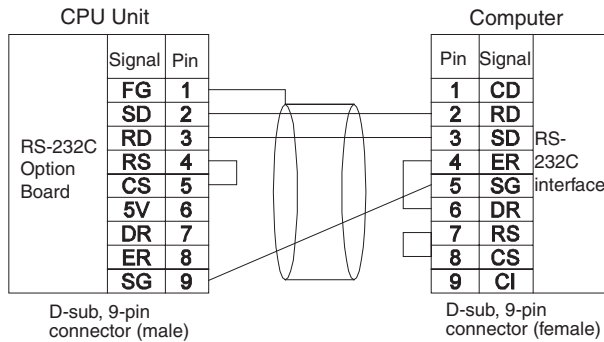 CPU Unit
Computer
Signal Pin
FG 1
SD 2
RD 3
RS 4
CS 5
5V 6
DR 7
ER 8
SG 9
RS-232C
Option
Board
D-sub, 9-pin
connector (male)
Pin Signal
1 CD
2 RD
3 SD
4 ER
5 SG
6 DR
7 RS
8 CS
9 CI
RS-
232C
interface
D-sub, 9-pin
connector (female)